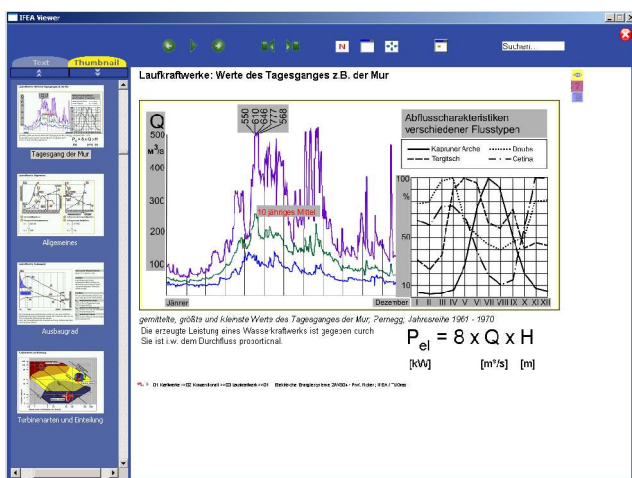 IFEA Viewer
Text
Thumbnail
N
Suchen...
Tagesgang der Mur
Allgemeines
Ausbaugrad
Turbinenarten und Einteilung
Laufkraftwerke: Werte des Tagesganges z.B. der Mur
Q
M³/S
500
400
300
200
100
550
610
646
777
568
10 jähriges Mittel
Jänner
Dezember
Abflusscharakteristiken
verschiedener Flusstypen
Kapruner Arche
Doubs
Tergitsch
Cetina
100
%
50
10
I II III IV V VI VII VIII IX X XI XII
gemittelte, größte und kleinste Werte des Tagesganges der Mur, Pernegg; Jahresreihe 1961 - 1970
Die erzeugte Leistung eines Wasserkraftwerks ist gegeben durch
Sie ist i.w. dem Durchfluss proportional.
P el = 8 x Q x H
[kW] [m³/s] [m]